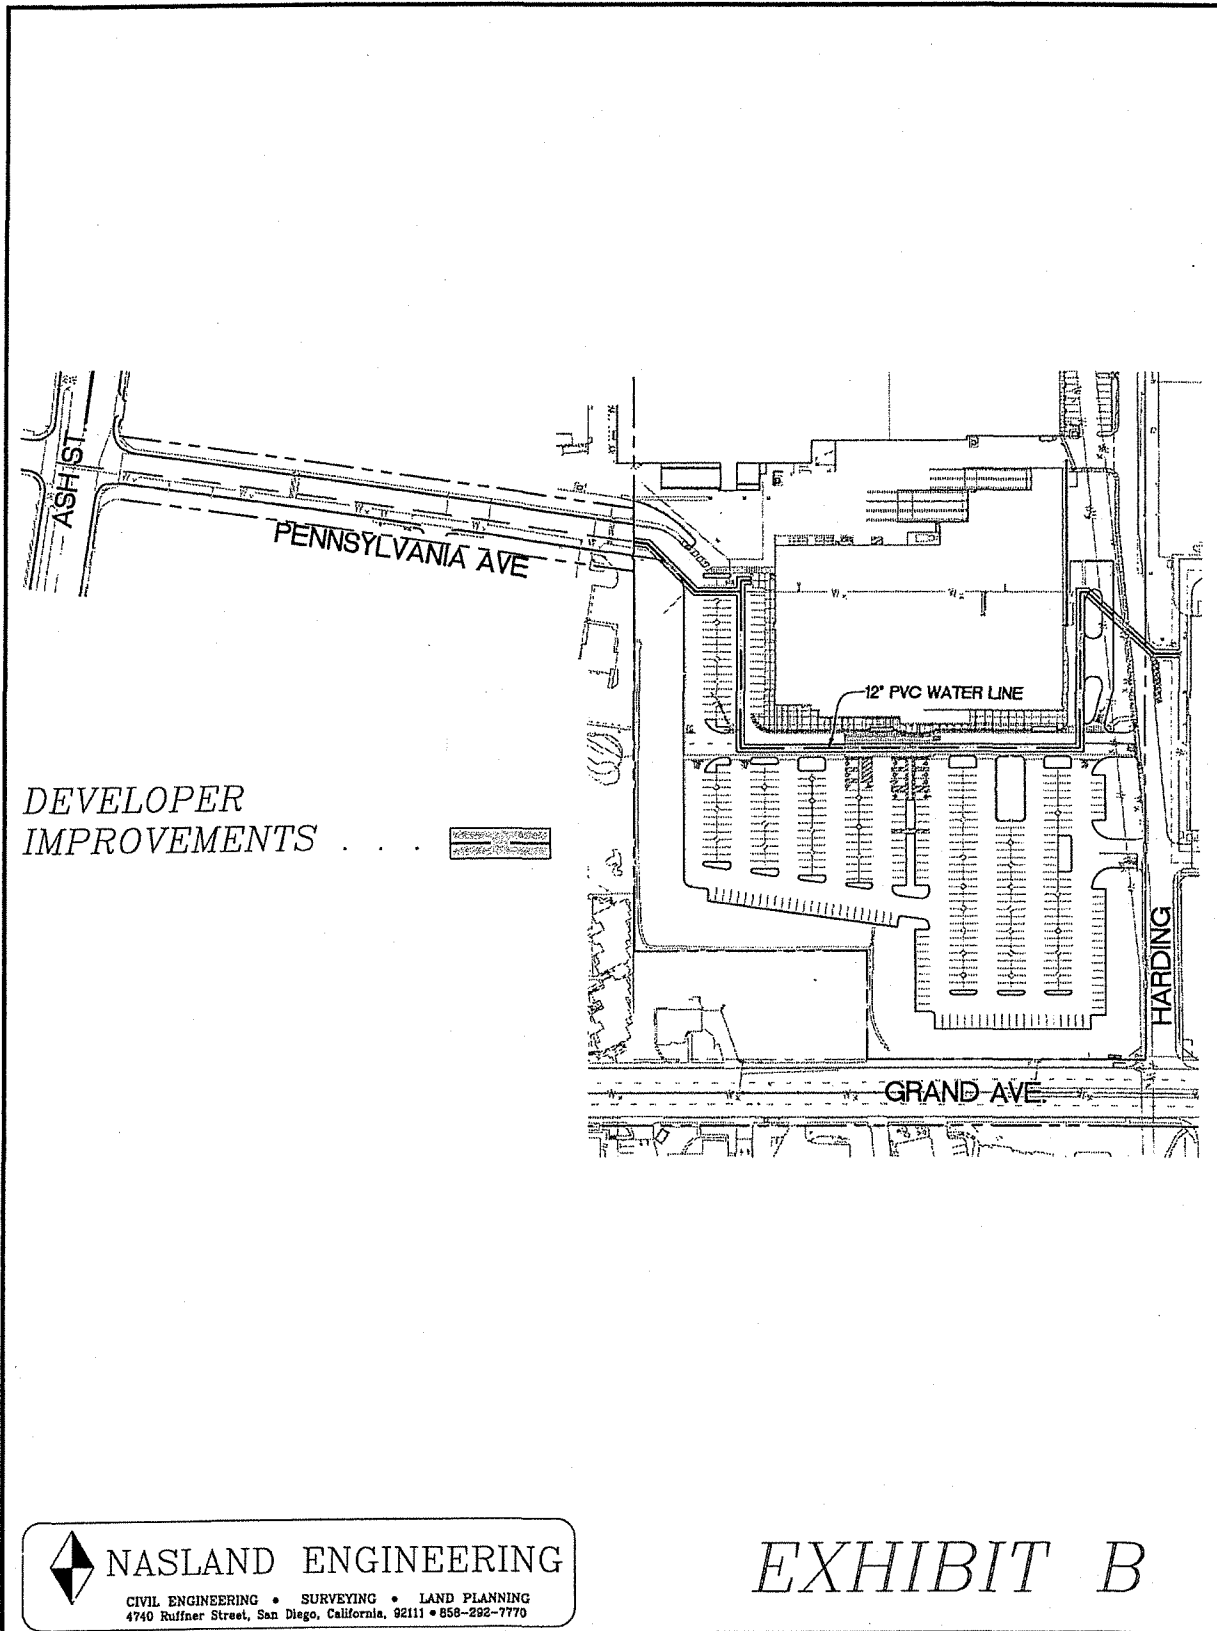 ASH ST.
PENNSYLVANIA AVE
12" PVC WATER LINE
DEVELOPER
IMPROVEMENTS . . .
HARDING
GRAND AVE.
NASLAND ENGINEERING
CIVIL ENGINEERING • SURVEYING • LAND PLANNING
4740 Ruffner Street, San Diego, California, 92111 • 858-292-7770
EXHIBIT B